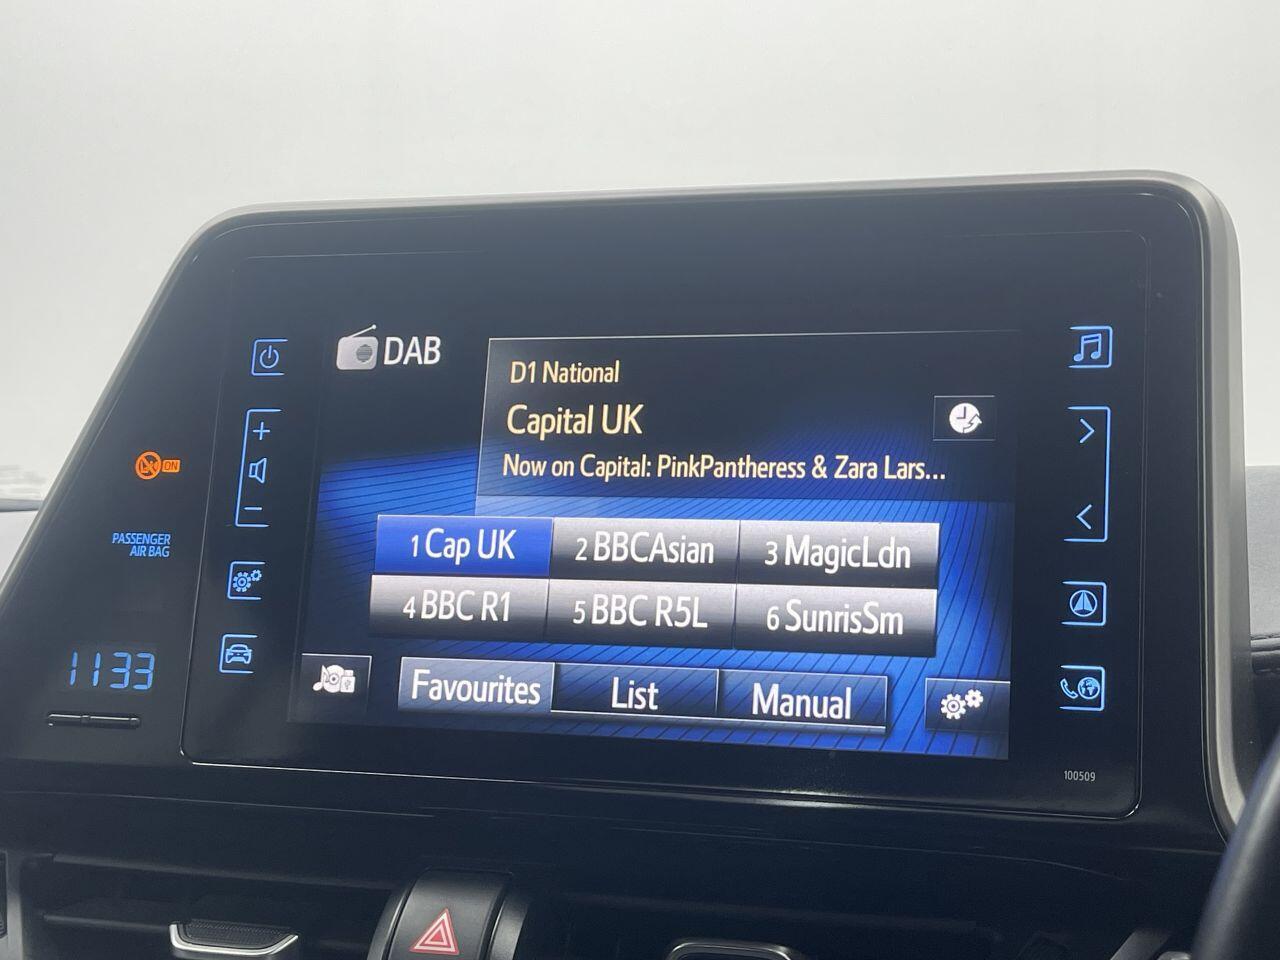 DAB
D1 National
Capital UK
Now on Capital: PinkPantheress & Zara Lars...
1 Cap UK
2 BBCAsian
3 MagicLdn
4 BBC R1
5 BBC R5L
6 SunrisSm
Favourites
List
Manual
ON
PASSENGER
AIR BAG
1133
100509